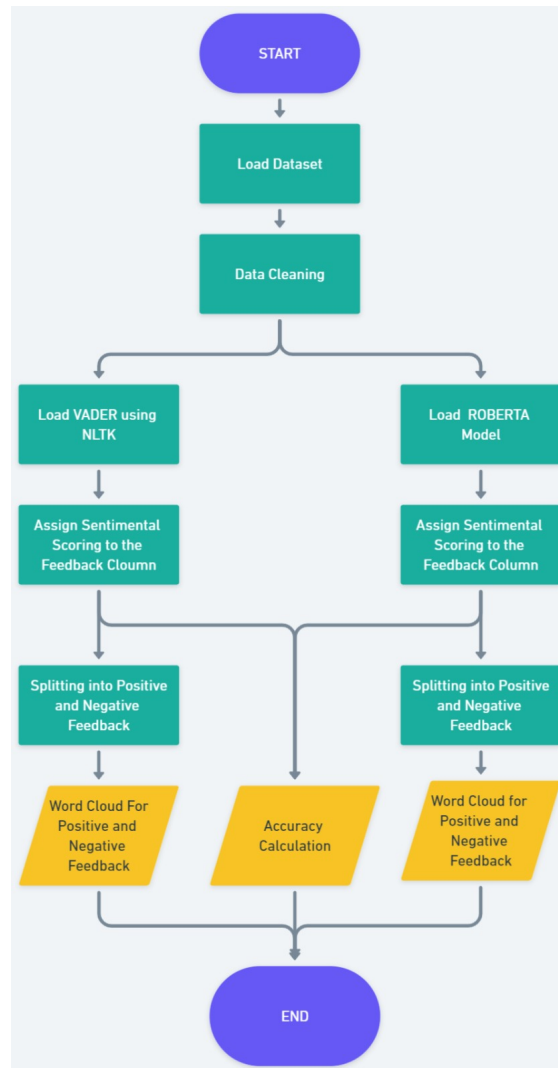 START
Load Dataset
Data Cleaning
Load VADER using
NLTK
Load ROBERTA
Model
Assign Sentimental
Scoring to the
Feedback Cloumn
Assign Sentimental
Scoring to the
Feedback Column
Splitting into Positive
and Negative
Feedback
Splitting into Positive
and Negative
Feedback
Word Cloud For
Positive and
Negative
Feedback
Accuracy
Calculation
Word Cloud for
Positive and
Negative
Feedback
END